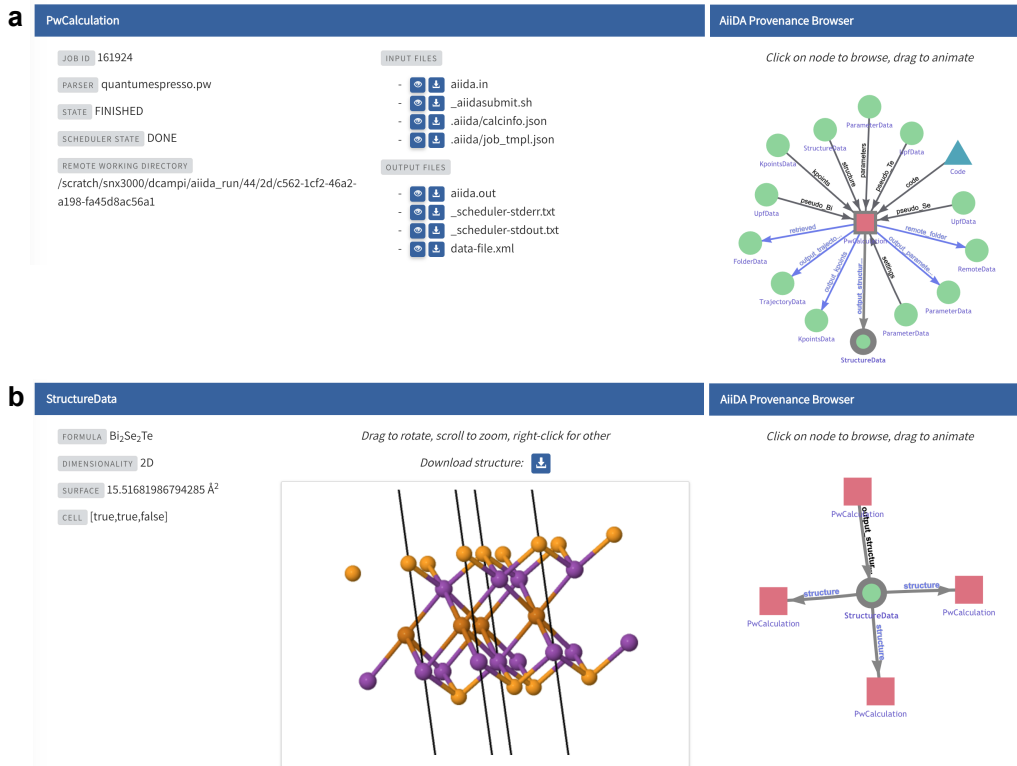 a
PwCalculation
JOB ID 161924
PARSER quantumespresso.pw
STATE FINISHED
SCHEDULER STATE DONE
REMOTE WORKING DIRECTORY
/scratch/snx3000/dcampi/aiida_run/44/2d/c562-1cf2-46a2-
a198-fa45d8ac56a1
INPUT FILES
- aiida.in
- _aiidasubmit.sh
- .aiida/calcinfo.json
- .aiida/job_tmpl.json
OUTPUT FILES
- aiida.out
- _scheduler-stderr.txt
- _scheduler-stdout.txt
- data-file.xml
AiiDA Provenance Browser
Click on node to browse, drag to animate
ParameterData
StructureData
UpfData
KpointsData
Code
parameters
structure
pseudo_Te
kpoints
code
UpfData
pseudo_Bi
pseudo_Se
UpfData
PwCalculation
retrieved
remote_folder
FolderData
RemoteData
output_trajecto...
output_kpoints
output_structur...
settings
output_paramete...
TrajectoryData
ParameterData
KpointsData
ParameterData
StructureData
b
StructureData
FORMULA Bi₂Se₂Te
DIMENSIONALITY 2D
SURFACE 15.51681986794285 Å²
CELL [true,true,false]
Drag to rotate, scroll to zoom, right-click for other
Download structure:
AiiDA Provenance Browser
Click on node to browse, drag to animate
PwCalculation
output_structur...
structure
structure
PwCalculation
StructureData
PwCalculation
structure
PwCalculation